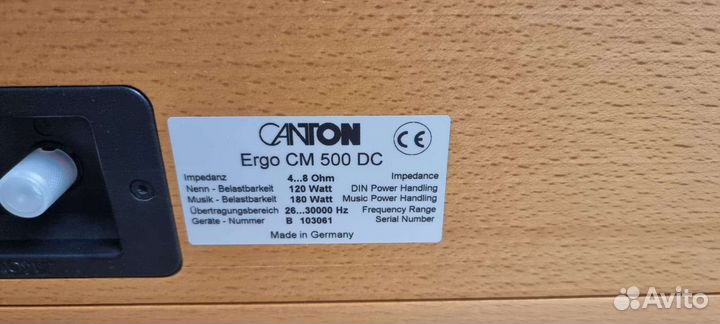 CANTON
CE
Ergo CM 500 DC
Impedanz 4...8 Ohm Impedance
Nenn - Belastbarkeit 120 Watt DIN Power Handling
Musik - Belastbarkeit 180 Watt Music Power Handling
Übertragungsbereich 26...30000 Hz Frequency Range
Geräte - Nummer B 103061 Serial Number
Made in Germany
Avito